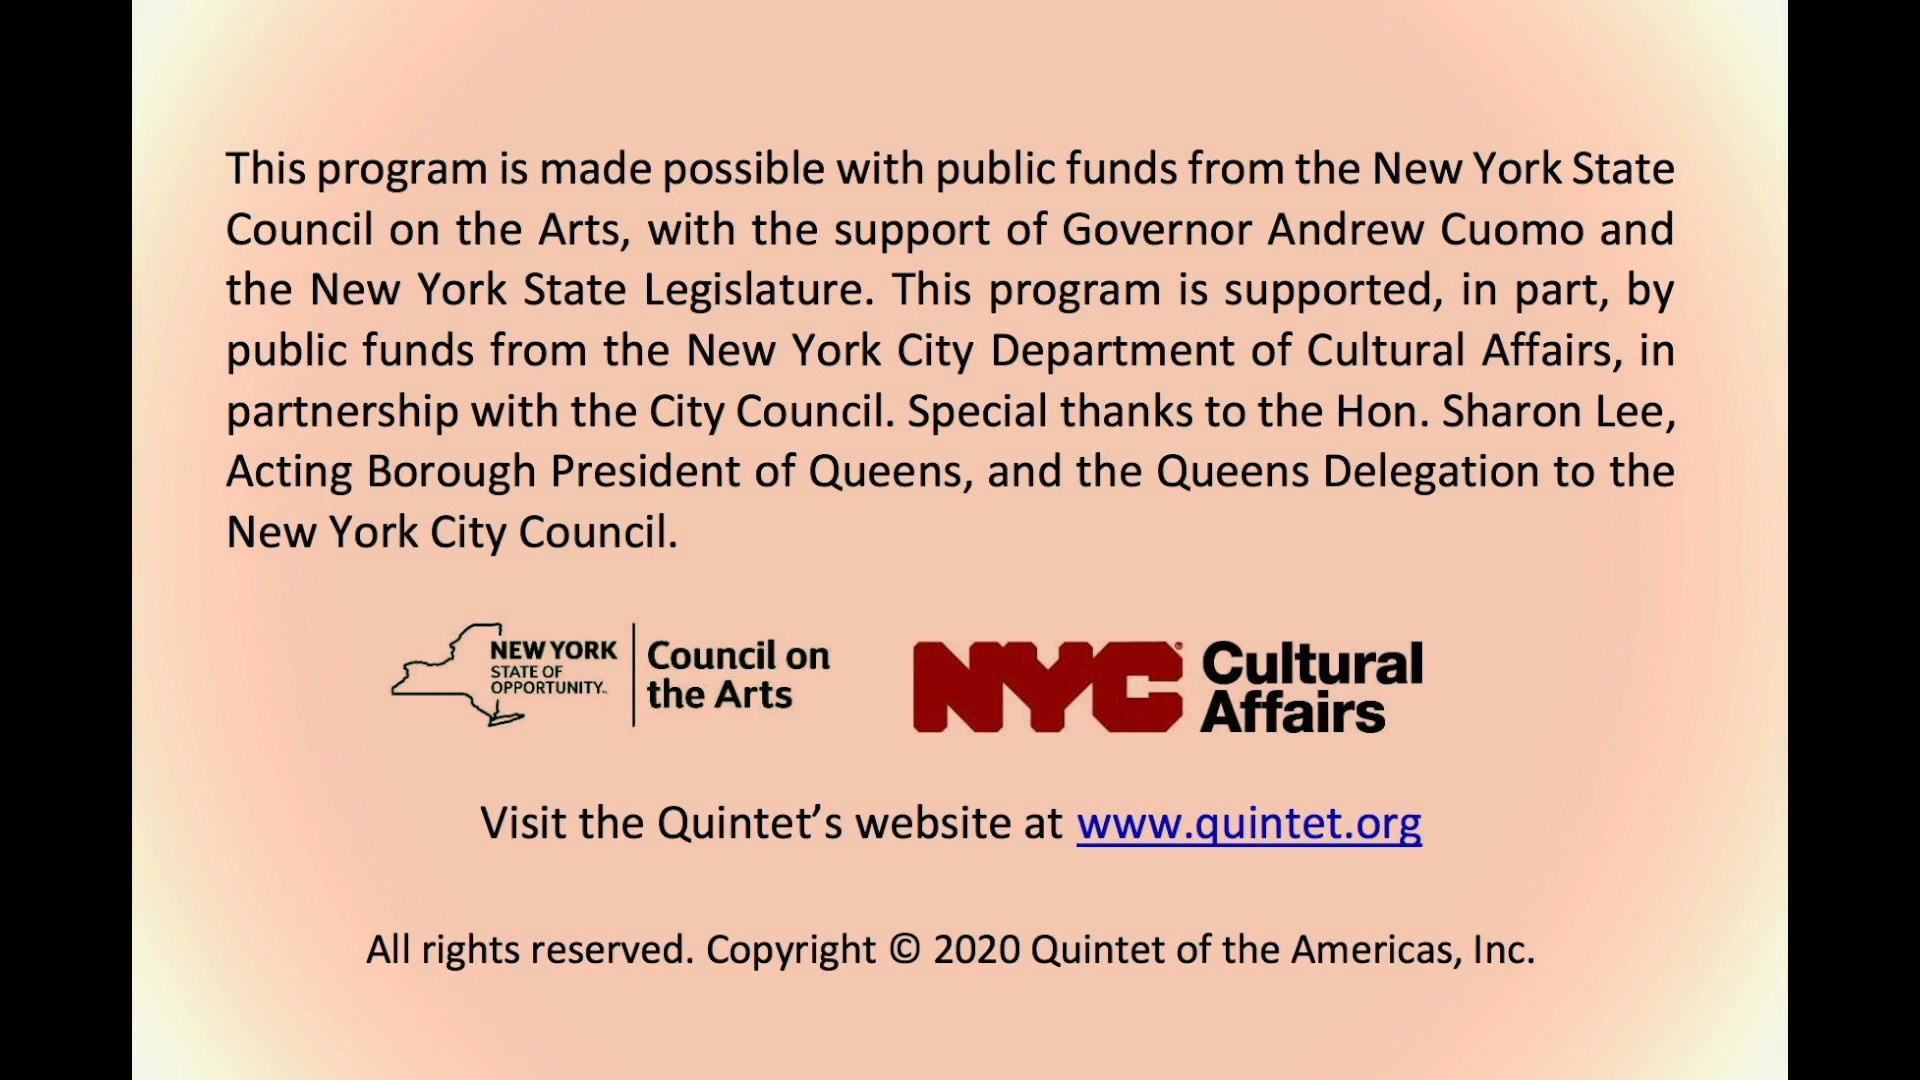 This program is made possible with public funds from the New York State
Council on the Arts, with the support of Governor Andrew Cuomo and
the New York State Legislature. This program is supported, in part, by
public funds from the New York City Department of Cultural Affairs, in
partnership with the City Council. Special thanks to the Hon. Sharon Lee,
Acting Borough President of Queens, and the Queens Delegation to the
New York City Council.
NEW YORK
STATE OF
OPPORTUNITY™
Council on
the Arts
NYC®
Cultural
Affairs
Visit the Quintet’s website at www.quintet.org
All rights reserved. Copyright © 2020 Quintet of the Americas, Inc.